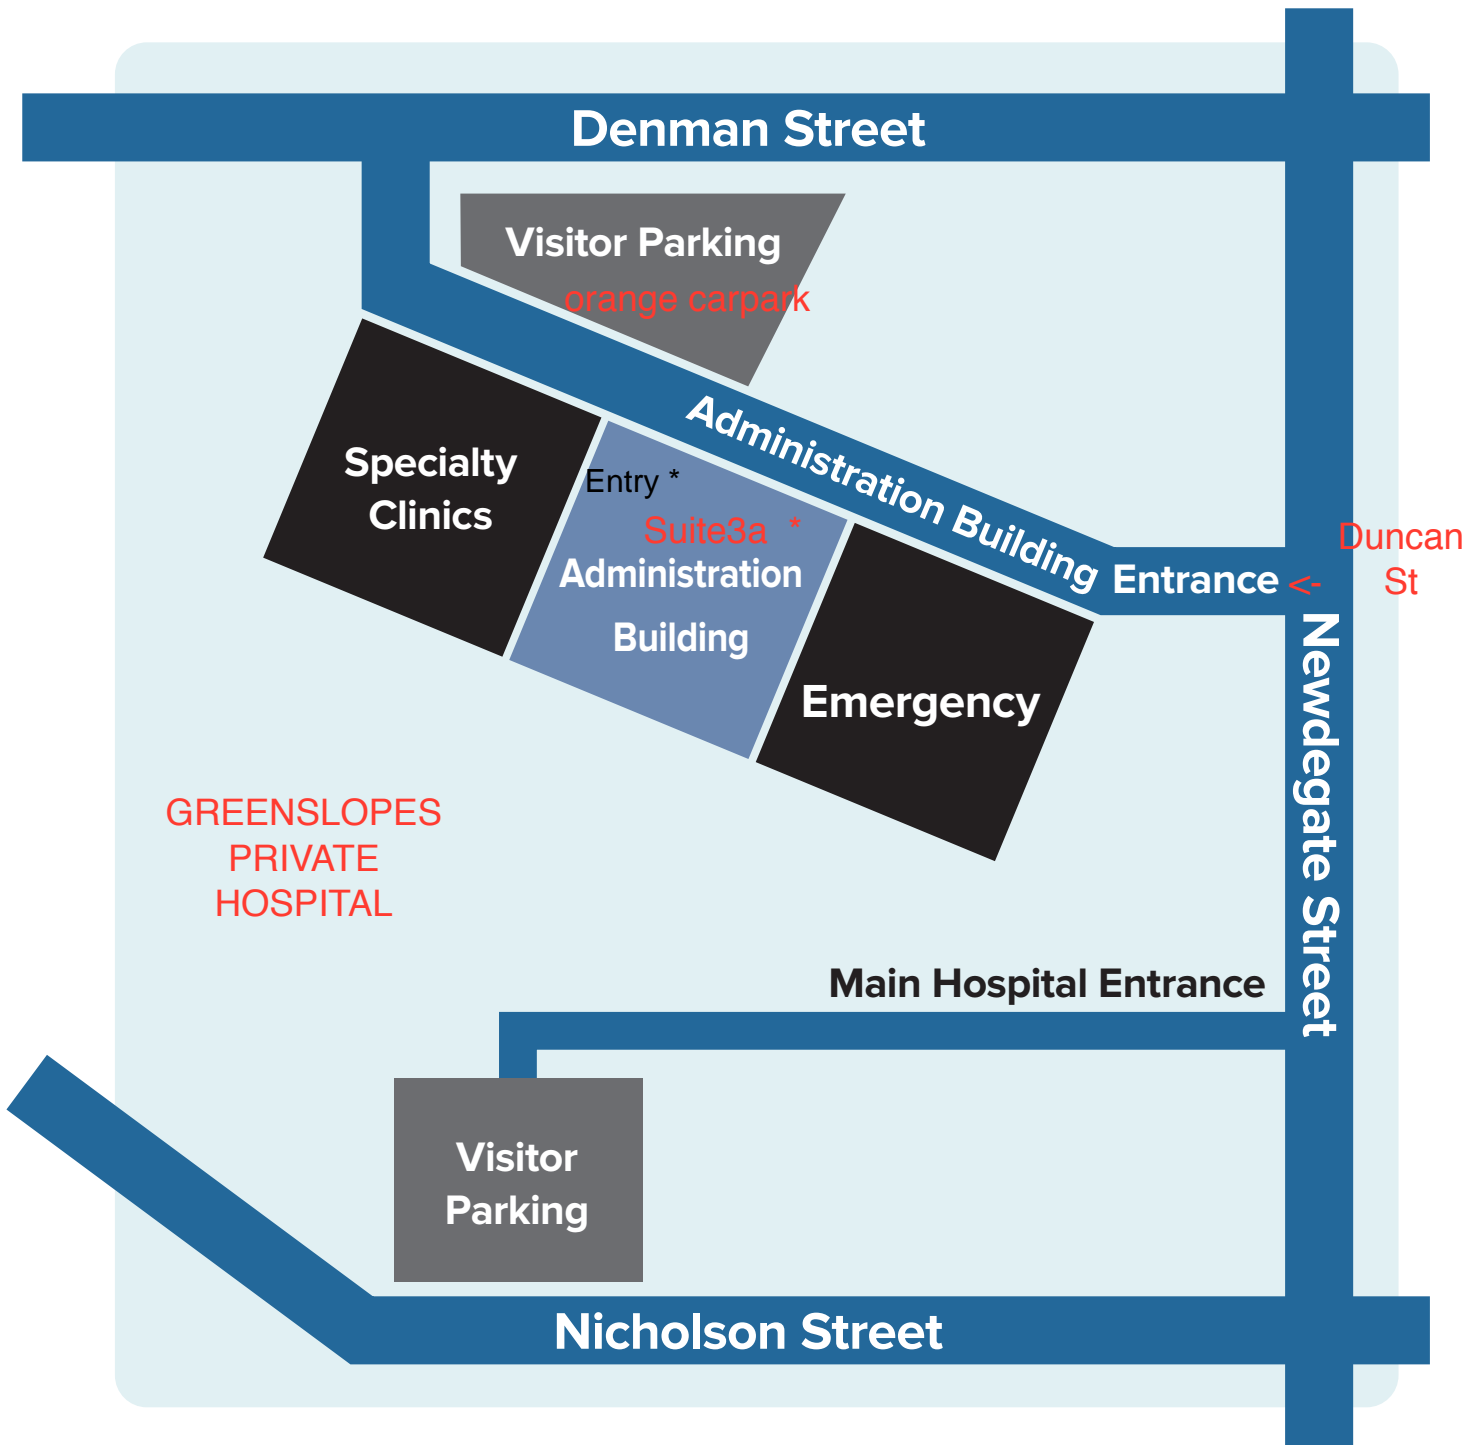 Denman Street
Visitor Parking
orange carpark
Administration Building Entrance <-
Duncan
St
Specialty
Clinics
Entry *
Suite3a *
Administration
Building
Emergency
Newdegate Street
GREENSLOPES
PRIVATE
HOSPITAL
Main Hospital Entrance
Visitor
Parking
Nicholson Street